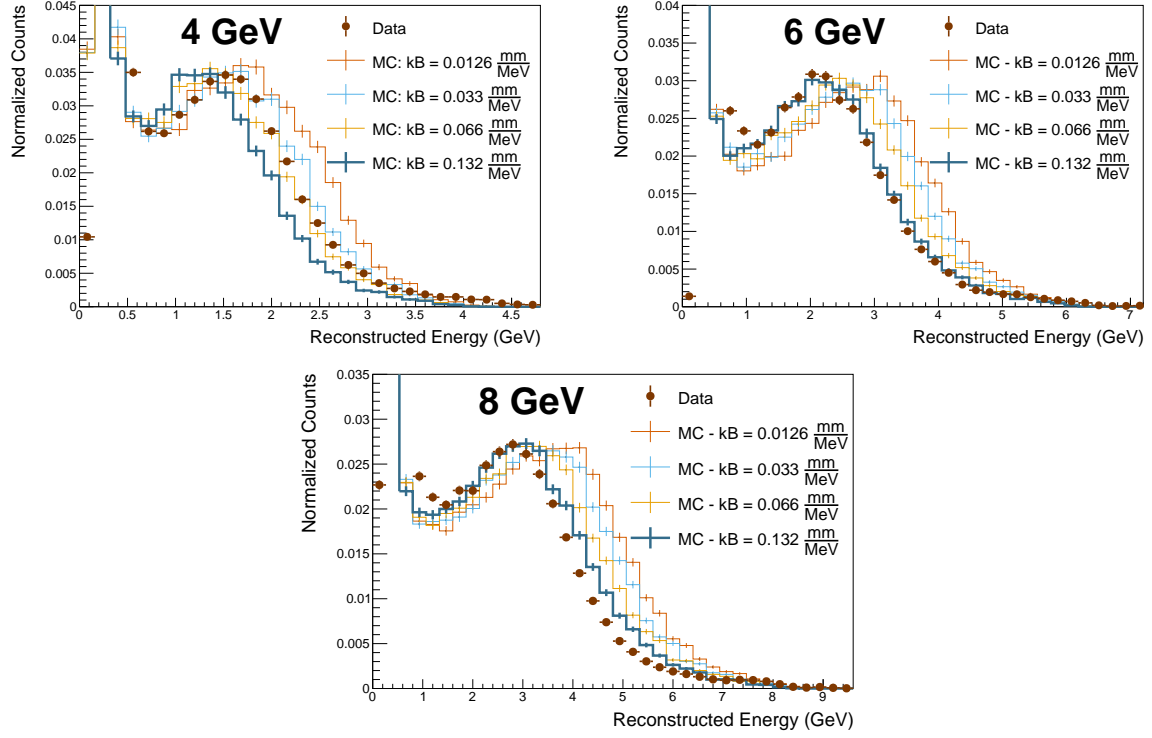 4 GeV
Normalized Counts
0.045
0.04
0.035
0.03
0.025
0.02
0.015
0.01
0.005
0
Data
MC: kB = 0.0126 mm/MeV
MC: kB = 0.033 mm/MeV
MC: kB = 0.066 mm/MeV
MC: kB = 0.132 mm/MeV
0 0.5 1 1.5 2 2.5 3 3.5 4 4.5
Reconstructed Energy (GeV)
6 GeV
Normalized Counts
0.04
0.035
0.03
0.025
0.02
0.015
0.01
0.005
0
Data
MC - kB = 0.0126 mm/MeV
MC - kB = 0.033 mm/MeV
MC - kB = 0.066 mm/MeV
MC - kB = 0.132 mm/MeV
0 1 2 3 4 5 6 7
Reconstructed Energy (GeV)
8 GeV
Normalized Counts
0.035
0.03
0.025
0.02
0.015
0.01
0.005
0
Data
MC - kB = 0.0126 mm/MeV
MC - kB = 0.033 mm/MeV
MC - kB = 0.066 mm/MeV
MC - kB = 0.132 mm/MeV
0 1 2 3 4 5 6 7 8 9
Reconstructed Energy (GeV)